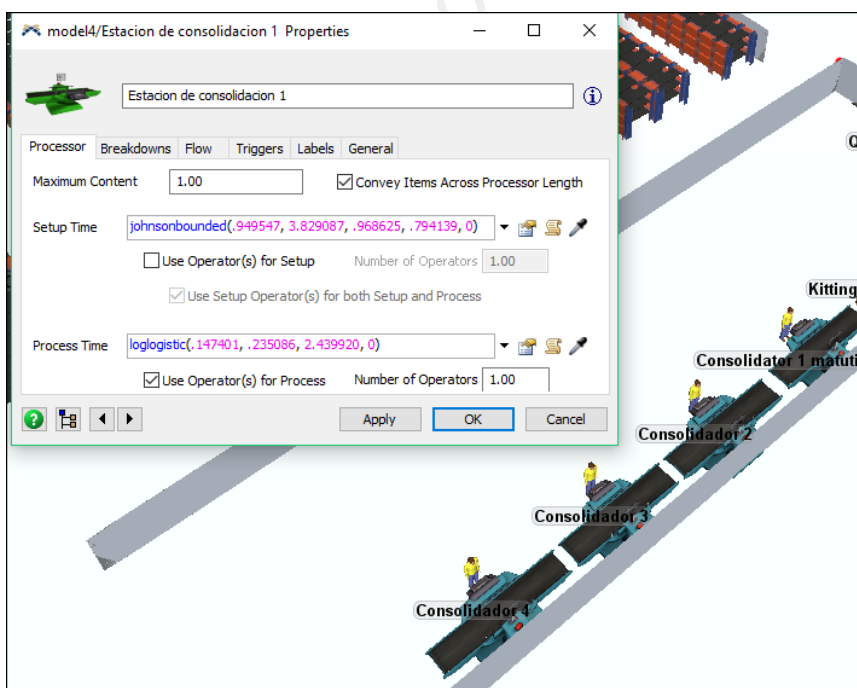 model4/Estacion de consolidacion 1 Properties
Estacion de consolidacion 1
Processor Breakdowns Flow Triggers Labels General
Maximum Content 1.00 Convey Items Across Processor Length
Setup Time johnsonbounded(.949547, 3.829087, .968625, .794139, 0)
Use Operator(s) for Setup Number of Operators 1.00
Use Setup Operator(s) for both Setup and Process
Process Time loglogistic(.147401, .235086, 2.439920, 0)
Use Operator(s) for Process Number of Operators 1.00
Apply OK Cancel
Q
Kitting
Consolidator 1 matuti
Consolidador 2
Consolidador 3
Consolidador 4